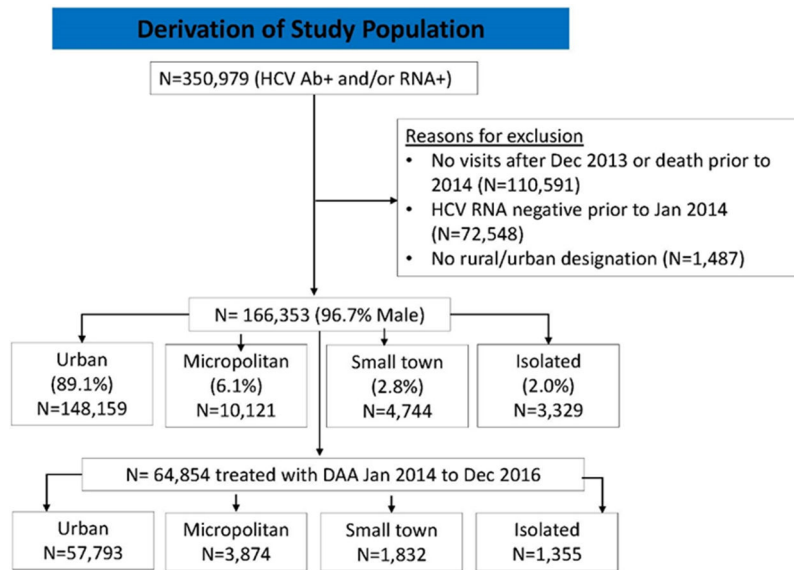 Derivation of Study Population
N=350,979 (HCV Ab+ and/or RNA+)
Reasons for exclusion
• No visits after Dec 2013 or death prior to
2014 (N=110,591)
• HCV RNA negative prior to Jan 2014
(N=72,548)
• No rural/urban designation (N=1,487)
N= 166,353 (96.7% Male)
Urban
(89.1%)
N=148,159
Micropolitan
(6.1%)
N=10,121
Small town
(2.8%)
N=4,744
Isolated
(2.0%)
N=3,329
N= 64,854 treated with DAA Jan 2014 to Dec 2016
Urban
N=57,793
Micropolitan
N=3,874
Small town
N=1,832
Isolated
N=1,355